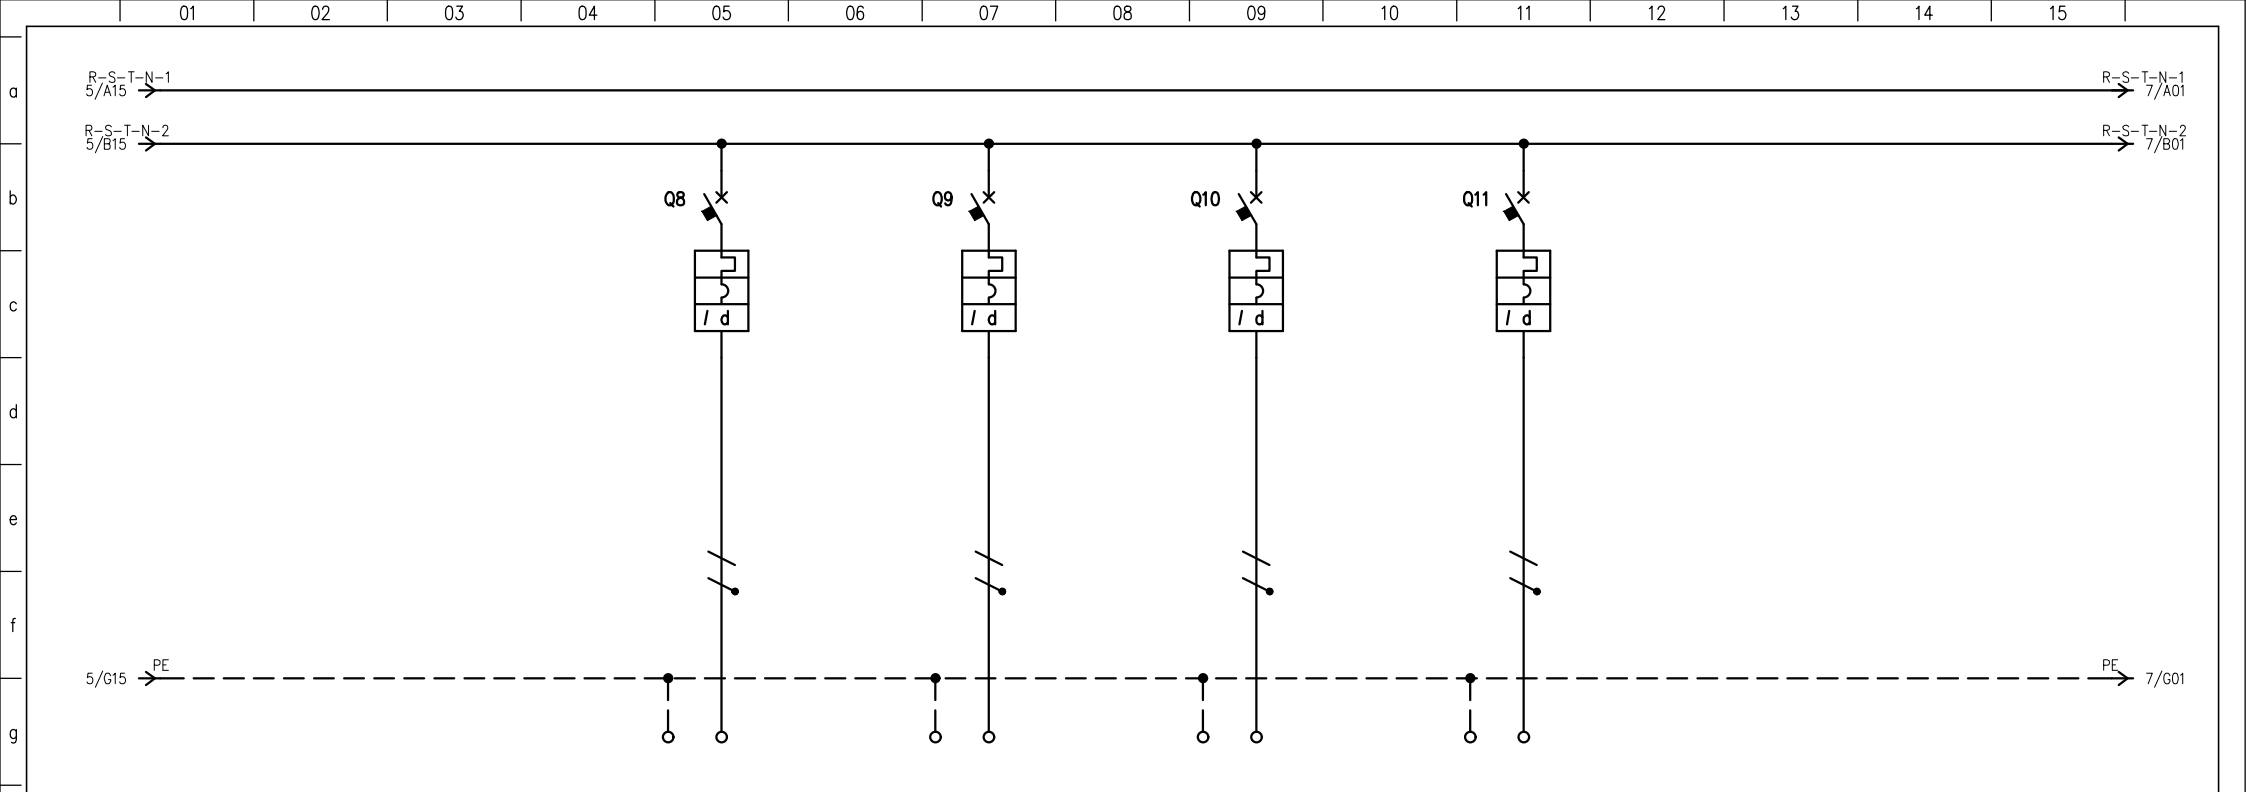 01 02 03 04 05 06 07 08 09 10 11 12 13 14 15
a
R-S-T-N-1 R-S-T-N-1
5/A15 7/A01
R-S-T-N-2 R-S-T-N-2
5/B15 7/B01
b
Q8 Q9 Q10 Q11
c
I d I d I d I d
d
e
f
PE PE
5/G15 7/G01
g